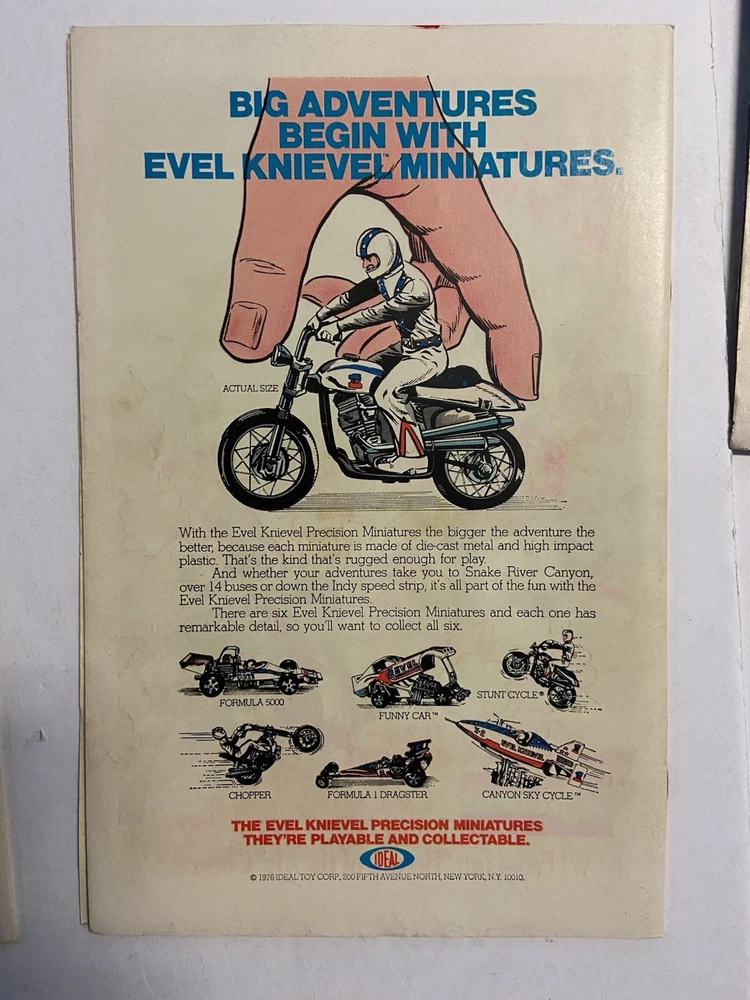 BIG ADVENTURES
BEGIN WITH
EVEL KNIEVEL™ MINIATURES.
ACTUAL SIZE
With the Evel Knievel Precision Miniatures the bigger the adventure the
better, because each miniature is made of die-cast metal and high impact
plastic. That's the kind that's rugged enough for play.
And whether your adventures take you to Snake River Canyon,
over 14 buses or down the Indy speed strip, it's all part of the fun with the
Evel Knievel Precision Miniatures.
There are six Evel Knievel Precision Miniatures and each one has
remarkable detail, so you'll want to collect all six.
FORMULA 5000
EVEL
FUNNY CAR™
STUNT CYCLE®
CHOPPER
FORMULA 1 DRAGSTER
X-2
EVEL KNIEVEL
CANYON SKY CYCLE™
THE EVEL KNIEVEL PRECISION MINIATURES
THEY'RE PLAYABLE AND COLLECTABLE.
IDEAL
© 1976 IDEAL TOY CORP., 200 FIFTH AVENUE NORTH, NEW YORK, N.Y. 10010.